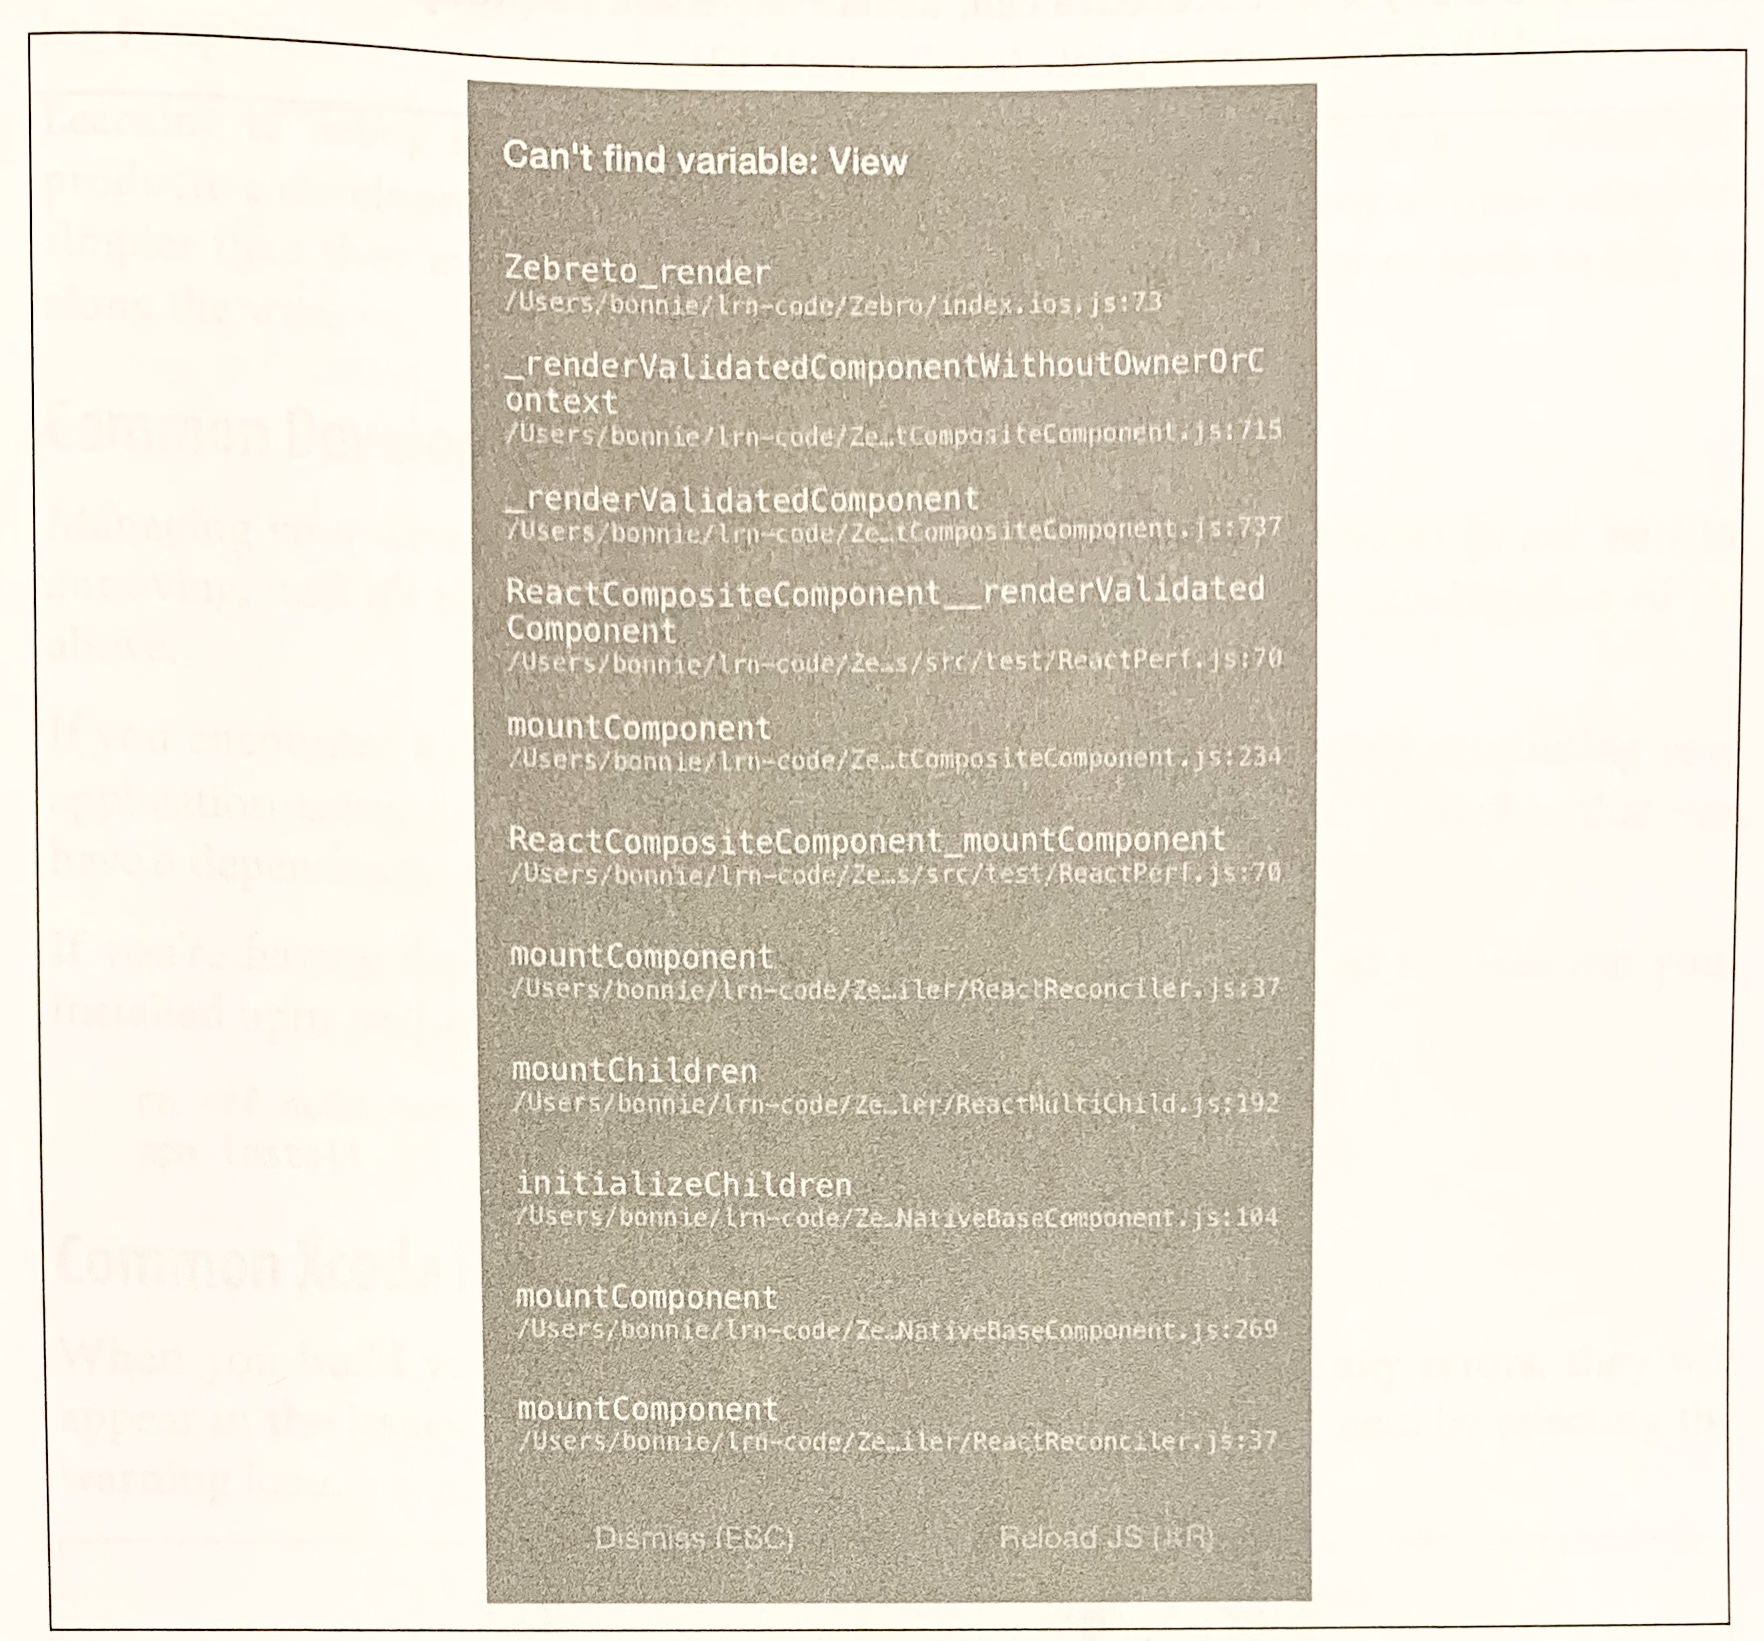 Can't find variable: View
Zebreto_render
/Users/bonnie/lrn-code/Zebro/index.ios.js:73
_renderValidatedComponentWithoutOwnerOrC
ontext
/Users/bonnie/lrn-code/Ze…tCompositeComponent.js:715
_renderValidatedComponent
/Users/bonnie/lrn-code/Ze…tCompositeComponent.js:737
ReactCompositeComponent__renderValidated
Component
/Users/bonnie/lrn-code/Ze…s/src/test/ReactPerf.js:70
mountComponent
/Users/bonnie/lrn-code/Ze…tCompositeComponent.js:234
ReactCompositeComponent_mountComponent
/Users/bonnie/lrn-code/Ze…s/src/test/ReactPerf.js:70
mountComponent
/Users/bonnie/lrn-code/Ze…iler/ReactReconciler.js:37
mountChildren
/Users/bonnie/lrn-code/Ze…ler/ReactMultiChild.js:192
initializeChildren
/Users/bonnie/lrn-code/Ze…NativeBaseComponent.js:104
mountComponent
/Users/bonnie/lrn-code/Ze…NativeBaseComponent.js:269
mountComponent
/Users/bonnie/lrn-code/Ze…iler/ReactReconciler.js:37
Dismiss (ESC)
Reload JS (⌘R)